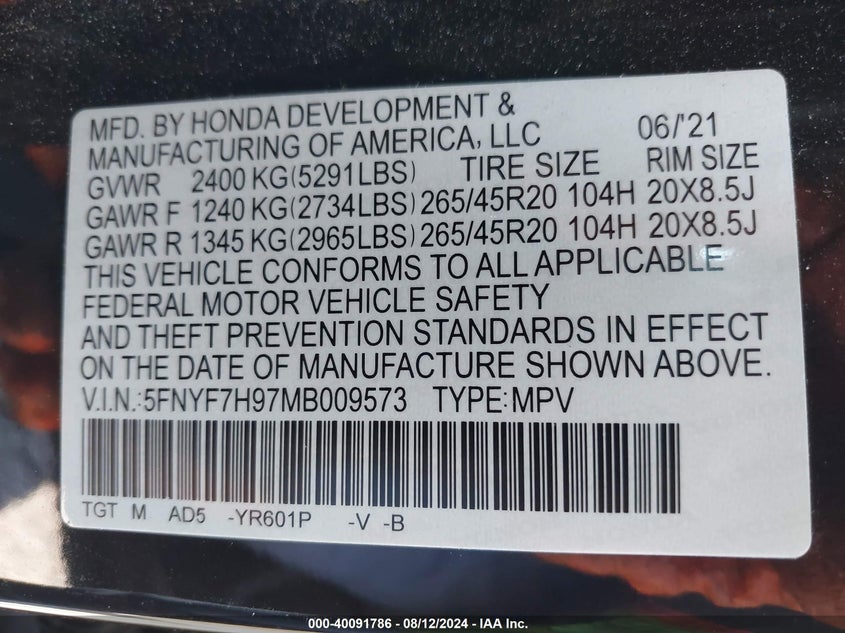 MFD. BY HONDA DEVELOPMENT &
MANUFACTURING OF AMERICA, LLC 06/'21
GVWR 2400 KG(5291LBS) TIRE SIZE RIM SIZE
GAWR F 1240 KG(2734LBS) 265/45R20 104H 20X8.5J
GAWR R 1345 KG(2965LBS) 265/45R20 104H 20X8.5J
THIS VEHICLE CONFORMS TO ALL APPLICABLE
FEDERAL MOTOR VEHICLE SAFETY
AND THEFT PREVENTION STANDARDS IN EFFECT
ON THE DATE OF MANUFACTURE SHOWN ABOVE.
V.I.N.:5FNYF7H97MB009573 TYPE:MPV
TGT M AD5 -YR601P -V -B
000-40091786 - 08/12/2024 - IAA Inc.